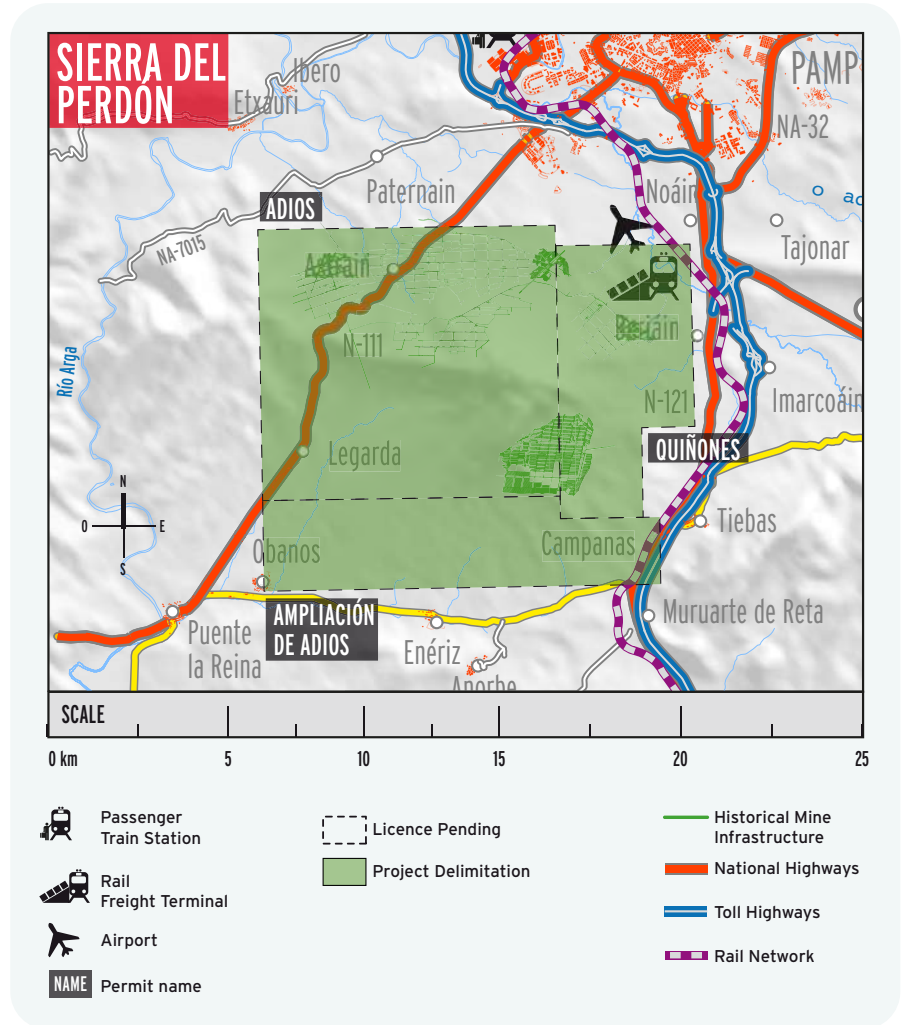 SIERRA DEL
PERDÓN
Ibero
Etxauri
PAMP
NA-32
Paternain
Noáin
ADIOS
NA-7015
Tajonar
Astrain
Beriáin
N-111
Río Arga
Imarcoáin
N-121
QUIÑONES
Legarda
N
O
E
S
Tiebas
Campanas
Obanos
AMPLIACIÓN
DE ADIOS
Muruarte de Reta
Puente
la Reina
Enériz
Anorbe
SCALE
0 km 5 10 15 20 25
Passenger
Train Station
Rail
Freight Terminal
Airport
NAME Permit name
Licence Pending
Project Delimitation
Historical Mine
Infrastructure
National Highways
Toll Highways
Rail Network